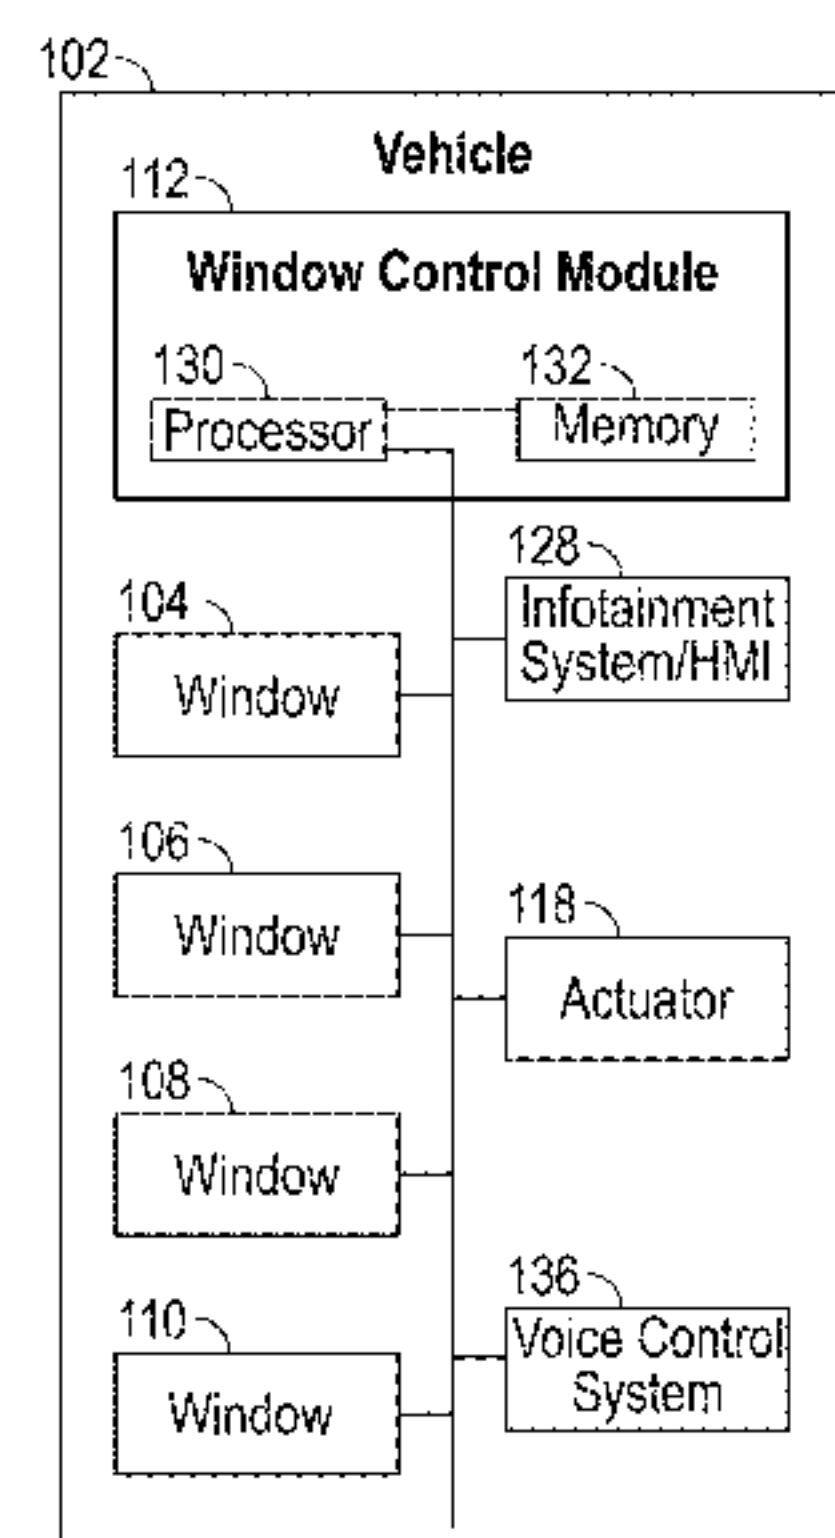 102
Vehicle
112
Window Control Module
130
132
Processor
Memory
128
Infotainment
System/HMI
104
Window
106
Window
118
Actuator
108
Window
136
Voice Control
System
110
Window